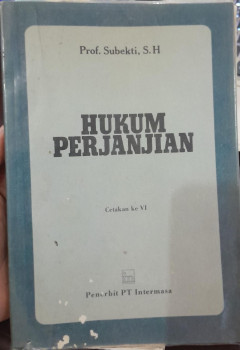 Prof. Subekti, S.H
HUKUM
PERJANJIAN
Cetakan ke VI
Penerbit PT Intermasa